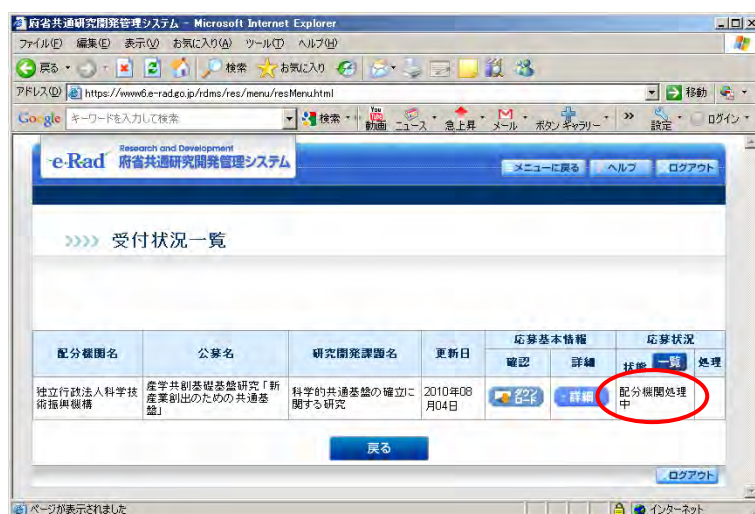 府省共通研究開発管理システム - Microsoft Internet Explorer
ファイル(F) 編集(E) 表示(V) お気に入り(A) ツール(T) ヘルプ(H)
戻る 検索 お気に入り
アドレス(D) https://www6.e-rad.go.jp/rdms/res/menu/resMenu.html 移動
Google キーワードを入力して検索 検索 You 動画 ニュース 急上昇 メール ボタン ギャラリー » 設定 ログイン
e-Rad Research and Development
府省共通研究開発管理システム
メニューに戻る ヘルプ ログアウト
>>>> 受付状況一覧
配分機関名 公募名 研究開発課題名 更新日 応募基本情報 応募状況
確認 詳細 状態 一覧 処理
独立行政法人科学技術振興機構
産学共創基礎基盤研究「新産業創出のための共通基盤」
科学的共通基盤の確立に関する研究
2010年08月04日
ダウンロード
詳細
配分機関処理中
戻る
ログアウト
ページが表示されました インターネット